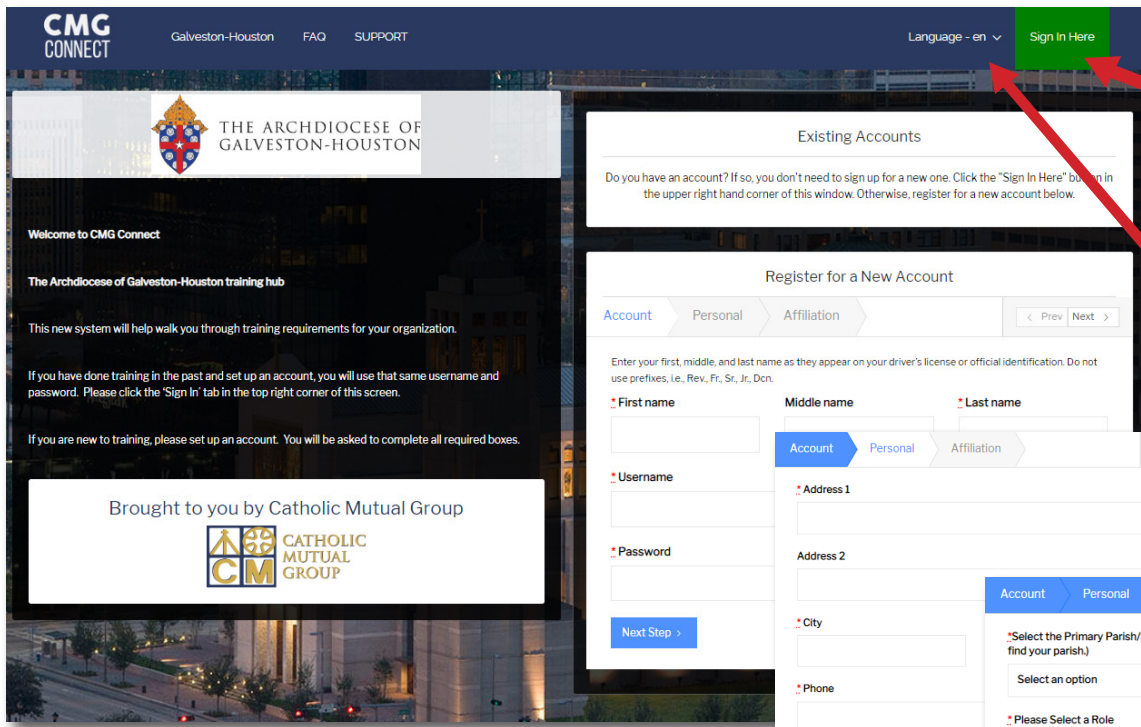 CMG
CONNECT
Galveston-Houston
FAQ
SUPPORT
Language - en
Sign In Here
THE ARCHDIOCESE OF
GALVESTON-HOUSTON
Welcome to CMG Connect
The Archdiocese of Galveston-Houston training hub
This new system will help walk you through training requirements for your organization.
If you have done training in the past and set up an account, you will use that same username and
password. Please click the 'Sign In' tab in the top right corner of this screen.
If you are new to training, please set up an account. You will be asked to complete all required boxes.
Brought to you by Catholic Mutual Group
CM
CATHOLIC
MUTUAL
GROUP
Existing Accounts
Do you have an account? If so, you don't need to sign up for a new one. Click the "Sign In Here" button in
the upper right hand corner of this window. Otherwise, register for a new account below.
Register for a New Account
Account
Personal
Affiliation
< Prev
Next >
Enter your first, middle, and last name as they appear on your driver's license or official identification. Do not
use prefixes, i.e., Rev., Fr., Sr., Jr., Dcn.
* First name
Middle name
* Last name
* Username
* Password
Next Step >
Account
Personal
Affiliation
* Address 1
Address 2
* City
* Phone
Account
Personal
*Select the Primary Parish/
find your parish.)
Select an option
* Please Select a Role